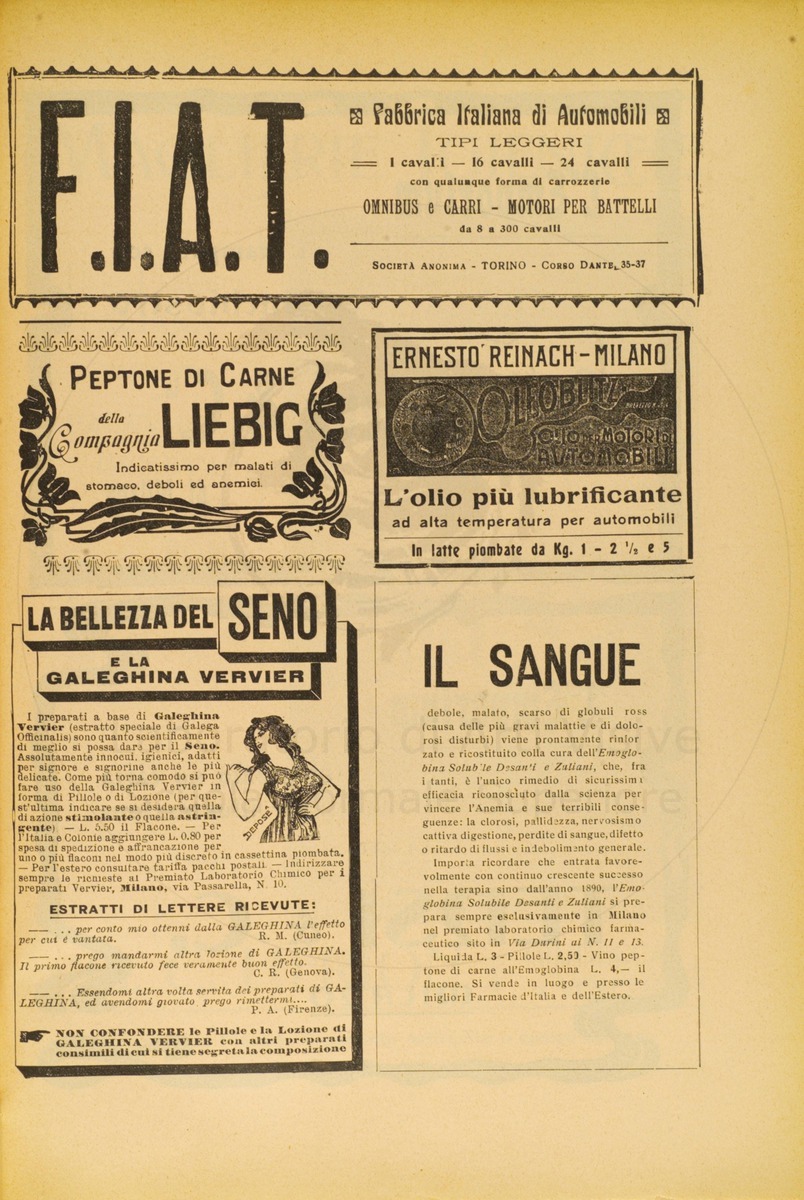 F.I.A.T.
Fabbrica Italiana di Automobili
TIPI LEGGERI
1 cavalli — 16 cavalli — 24 cavalli
con qualunque forma di carrozzerie
OMNIBUS e CARRI - MOTORI PER BATTELLI
da 8 a 300 cavalli
SOCIETÀ ANONIMA - TORINO - CORSO DANTE, 35-37
PEPTONE DI CARNE
della
Compagnia LIEBIG
Indicatissimo per malati di
stomaco, deboli ed anemici.
ERNESTO REINACH - MILANO
OLEOBLITZ
OLIO PER MOTORI DI
AUTOMOBILI
L'olio più lubrificante
ad alta temperatura per automobili
In latte piombate da Kg. 1 - 2 ½ e 5
LA BELLEZZA DEL SENO
E LA
GALEGHINA VERVIER
I preparati a base di Galeghina
Vervier (estratto speciale di Galega
Officinalis) sono quanto scientificamente
di meglio si possa dare per il Seno.
Assolutamente innocui, igienici, adatti
per signore e signorine anche le più
delicate. Come più torna comodo si può
fare uso della Galeghina Vervier in
forma di Pillole o di Lozione (per que-
st'ultima indicare se si desidera quella
di azione stimolante o quella astrin-
gente) — L. 5.50 il Flacone. — Per
l'Italia e Colonie aggiungere L. 0.80 per
spesa di spedizione e affrancazione per
uno o più flaconi nel modo più discreto in cassettina piombata.
— Per l'estero consultare tariffa pacchi postali. — Indirizzare
sempre le richieste al Premiato Laboratorio Chimico per i
preparati Vervier, Milano, via Passarella, N. 10.
DEPOSÉ
ESTRATTI DI LETTERE RICEVUTE:
—— ... per conto mio ottenni dalla GALEGHINA l'effetto
per cui è vantata. R. M. (Cuneo).
—— ... prego mandarmi altra lozione di GALEGHINA.
Il primo flacone ricevuto fece veramente buon effetto.
C. R. (Genova).
—— ... Essendomi altra volta servita dei preparati di GA-
LEGHINA, ed avendomi giovato prego rimettermi....
P. A. (Firenze).
NON CONFONDERE le Pillole e la Lozione di
GALEGHINA VERVIER con altri preparati
consimili di cui si tiene segreta la composizione
IL SANGUE
debole, malato, scarso di globuli ross
(causa delle più gravi malattie e di dolo-
rosi disturbi) viene prontamente rinfor
zato e ricostituito colla cura dell'Emoglo-
bina Solubile Desanti e Zuliani, che, fra
i tanti, è l'unico rimedio di sicurissima
efficacia riconosciuto dalla scienza per
vincere l'Anemia e sue terribili conse-
guenze: la clorosi, pallidezza, nervosismo
cattiva digestione, perdite di sangue, difetto
o ritardo di flussi e indebolimento generale.
Importa ricordare che entrata favore-
volmente con continuo crescente successo
nella terapia sino dall'anno 1890, l'Emo-
globina Solubile Desanti e Zuliani si pre-
para sempre esclusivamente in Milano
nel premiato laboratorio chimico farma-
ceutico sito in Via Durini ai N. 11 e 13.
Liquida L. 3 - Pillole L. 2,50 - Vino pep-
tone di carne all'Emoglobina L. 4,— il
flacone. Si vende in luogo e presso le
migliori Farmacie d'Italia e dell'Estero.